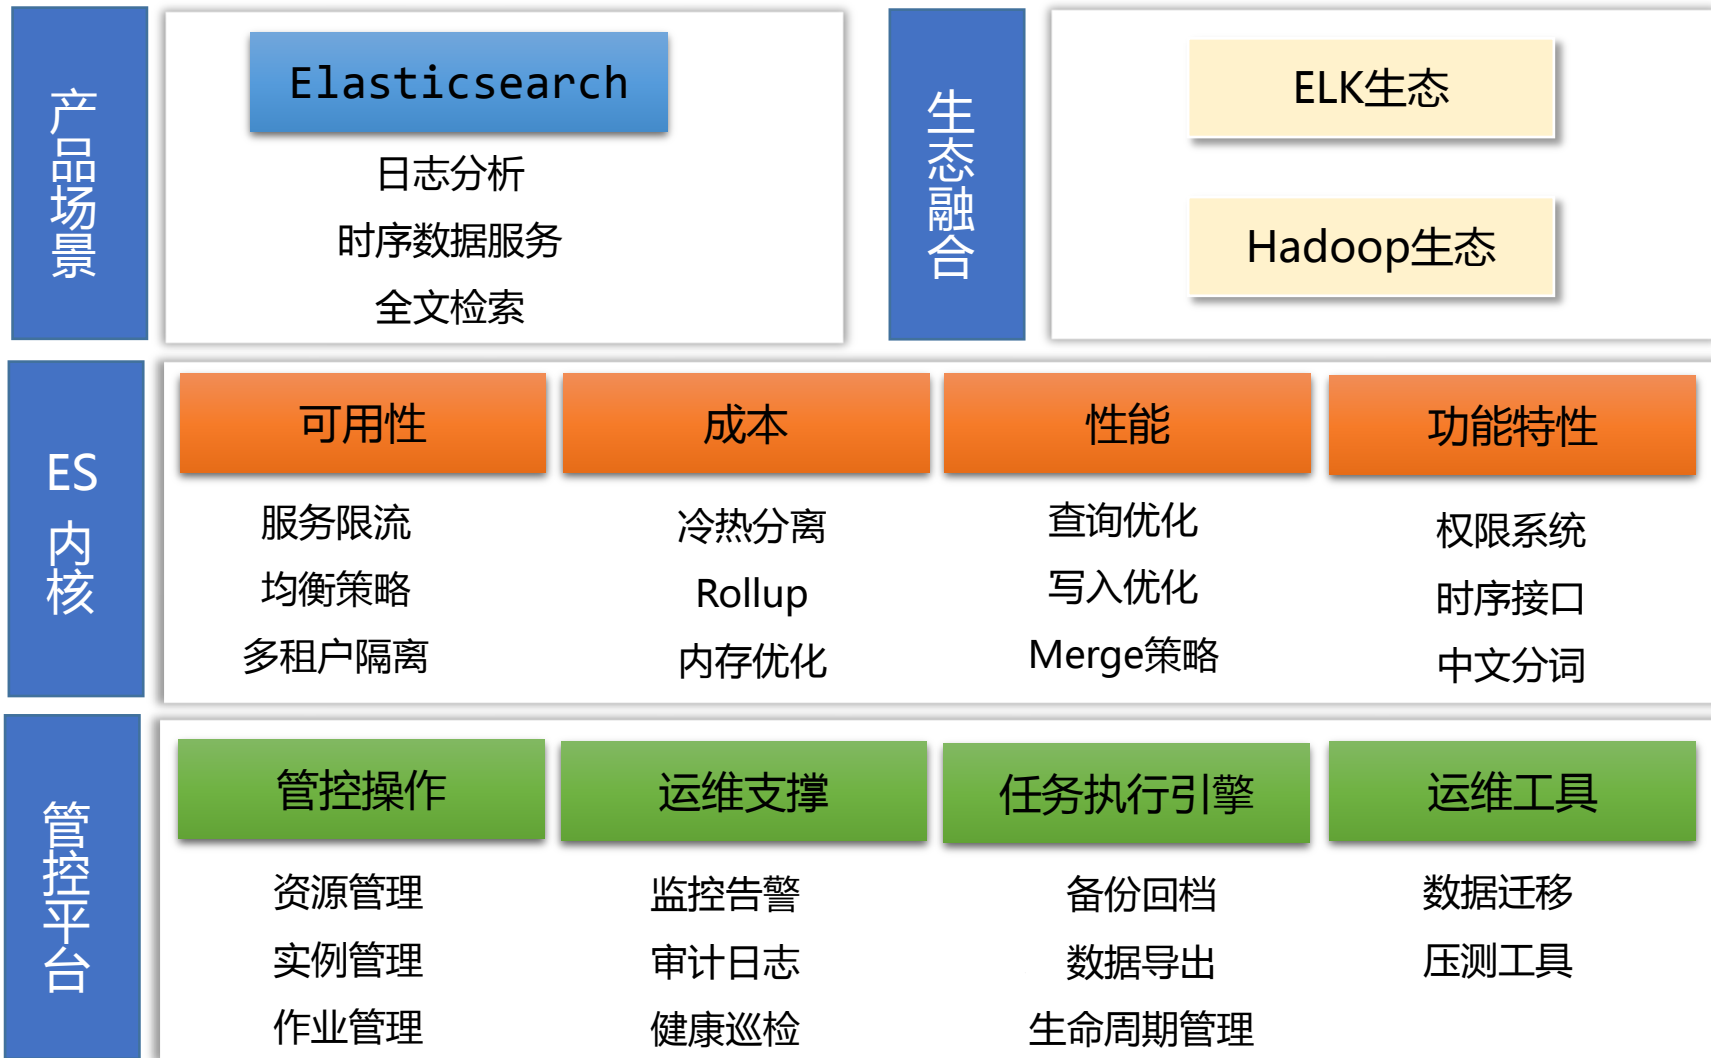 产品场景
Elasticsearch
日志分析
时序数据服务
全文检索
生态融合
ELK生态
Hadoop生态
ES内核
可用性
服务限流
均衡策略
多租户隔离
成本
冷热分离
Rollup
内存优化
性能
查询优化
写入优化
Merge策略
功能特性
权限系统
时序接口
中文分词
管控平台
管控操作
资源管理
实例管理
作业管理
运维支撑
监控告警
审计日志
健康巡检
任务执行引擎
备份回档
数据导出
生命周期管理
运维工具
数据迁移
压测工具